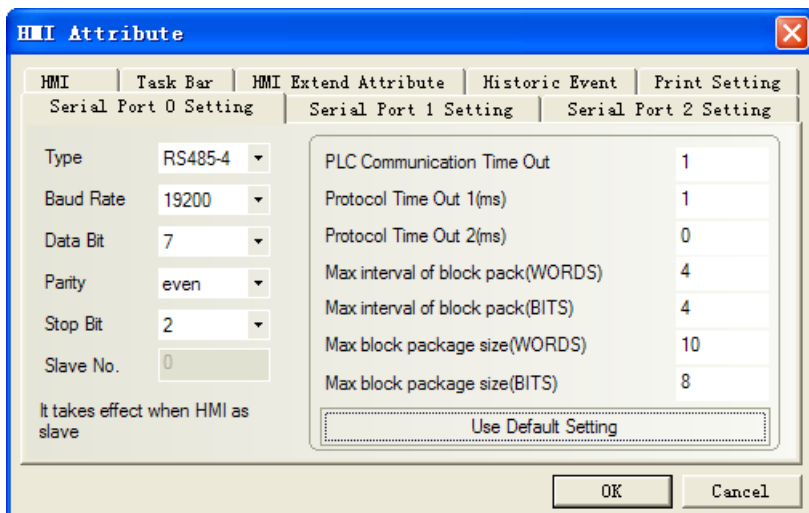 HMI Attribute
HMI
Task Bar
HMI Extend Attribute
Historic Event
Print Setting
Serial Port 0 Setting
Serial Port 1 Setting
Serial Port 2 Setting
Type RS485-4
Baud Rate 19200
Data Bit 7
Parity even
Stop Bit 2
Slave No. 0
It takes effect when HMI as
slave
PLC Communication Time Out 1
Protocol Time Out 1(ms) 1
Protocol Time Out 2(ms) 0
Max interval of block pack(WORDS) 4
Max interval of block pack(BITS) 4
Max block package size(WORDS) 10
Max block package size(BITS) 8
Use Default Setting
OK
Cancel